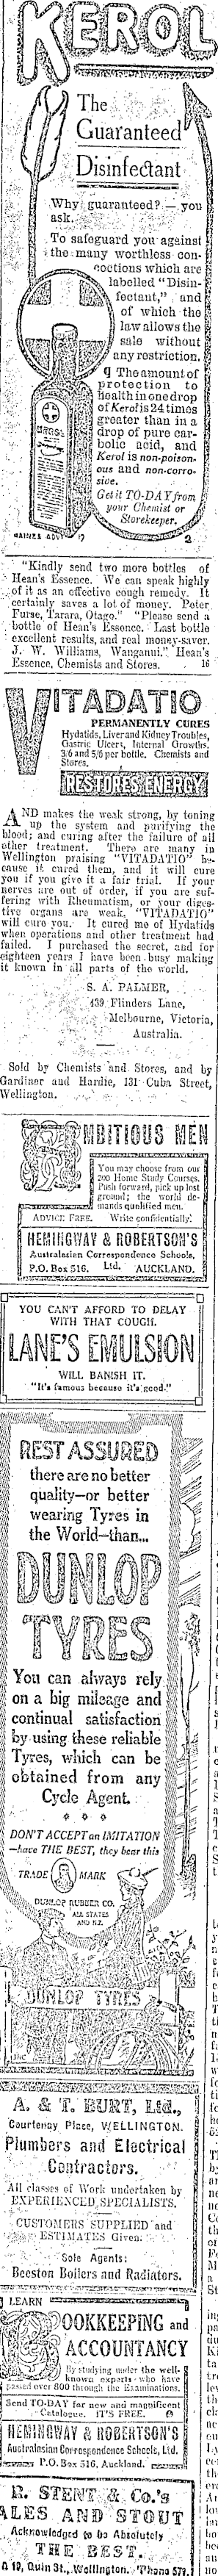 KEROL
The
Guaranteed
Disinfectant
Why guaranteed? — you
ask.
To safeguard you against
the many worthless con-
coctions which are
labelled "Disin-
fectant," and
of which the
law allows the
sale without
any restriction.
¶ The amount of
protection to
health in one drop
of Kerol is 24 times
greater than in a
drop of pure car-
bolic acid, and
Kerol is non-poison-
ous and non-corro-
sive.
Get it TO-DAY from
your Chemist or
Storekeeper.
KEROL
HAINES ADVT 17
2
"Kindly send two more bottles of
Hean's Essence. We can speak highly
of it as an effective cough remedy. It
certainly saves a lot of money. Peter
Furse, Tarara, Otago." "Please send a
bottle of Hean's Essence. Last bottle
excellent results, and real money-saver.
J. W. Williams, Wanganui." Hean's
Essence, Chemists and Stores. 16
VITADATIO
PERMANENTLY CURES
Hydatids, Liver and Kidney Troubles,
Gastric Ulcers, Internal Growths.
3/6 and 5/6 per bottle. Chemists and
Stores.
RESTORES ENERGY
AND makes the weak strong, by toning
up the system and purifying the
blood; and curing after the failure of all
other treatment. There are many in
Wellington praising "VITADATIO" be-
cause it cured them, and it will cure
you if you give it a fair trial. If your
nerves are out of order, if you are suf-
fering with Rheumatism, or your diges-
tive organs are weak, "VITADATIO"
will cure you. It cured me of Hydatids
when operations and other treatment had
failed. I purchased the secret, and for
eighteen years I have been busy making
it known in all parts of the world.
S. A. PALMER,
439 Flinders Lane,
Melbourne, Victoria,
Australia.
Sold by Chemists and Stores, and by
Gardiner and Hardie, 131 Cuba Street,
Wellington.
AMBITIOUS MEN
You may choose from our
200 Home Study Courses.
Push forward, pick up lost
ground; the world de-
mands qualified men.
ADVICE FREE. Write confidentially.
HEMINGWAY & ROBERTSON'S
Australasian Correspondence Schools,
P.O. Box 516. Ltd. AUCKLAND.
YOU CAN'T AFFORD TO DELAY
WITH THAT COUGH.
LANE'S EMULSION
WILL BANISH IT.
"It's famous because it's good."
REST ASSURED
there are no better
quality—or better
wearing Tyres in
the World—than...
DUNLOP
TYRES
You can always rely
on a big mileage and
continual satisfaction
by using these reliable
Tyres, which can be
obtained from any
Cycle Agent.
DON'T ACCEPT an IMITATION
—have THE BEST, they bear this
TRADE MARK
DUNLOP RUBBER CO.
ALL STATES
AND N.Z.
DUNLOP TYRES
A. & T. BURT, Ltd.,
Courtenay Place, WELLINGTON.
Plumbers and Electrical
Contractors.
All classes of Work undertaken by
EXPERIENCED SPECIALISTS.
CUSTOMERS SUPPLIED and
ESTIMATES Given.
Sole Agents:
Beeston Boilers and Radiators.
LEARN
BOOKKEEPING and
ACCOUNTANCY
By studying under the well-
known experts who have
passed over 800 through the Examinations.
Send TO-DAY for new and magnificent
Catalogue. IT'S FREE.
HEMINGWAY & ROBERTSON'S
Australasian Correspondence Schools, Ltd.
P.O. Box 516, Auckland.
R. STENT & Co.'s
ALES AND STOUT
Acknowledged to be Absolutely
THE BEST.